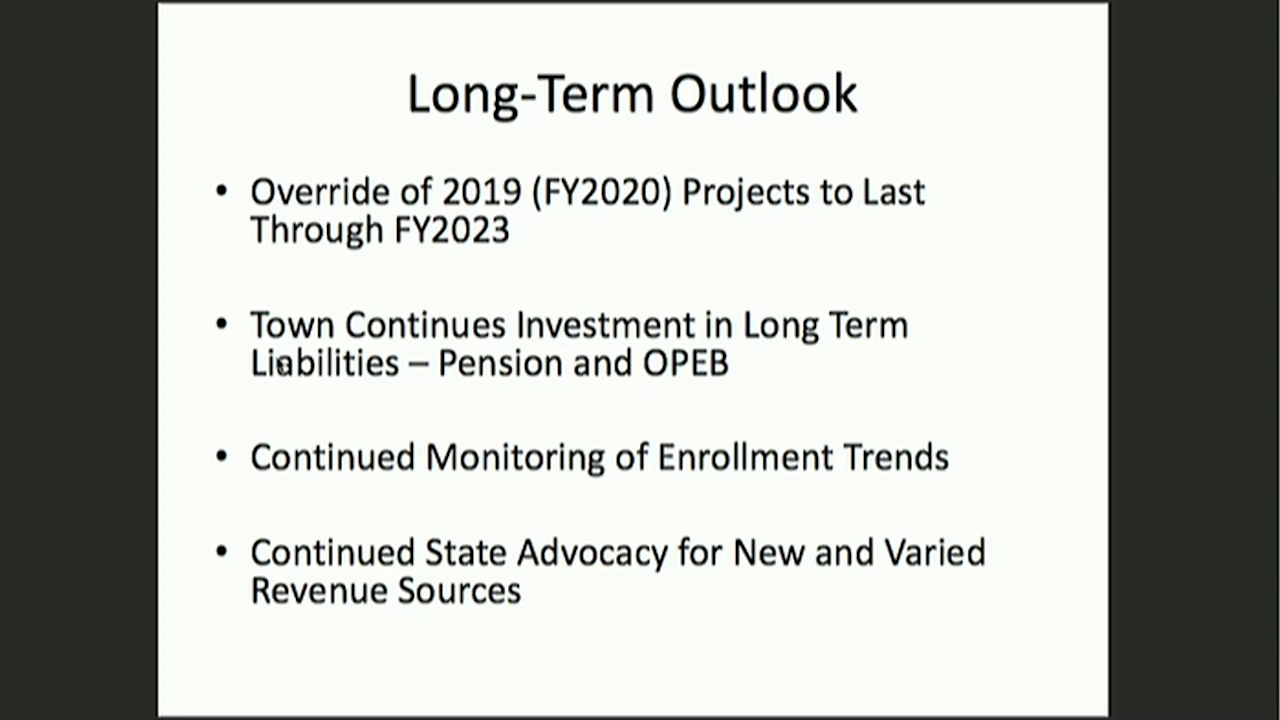 Long-Term Outlook
• Override of 2019 (FY2020) Projects to Last
Through FY2023
• Town Continues Investment in Long Term
Liabilities – Pension and OPEB
• Continued Monitoring of Enrollment Trends
• Continued State Advocacy for New and Varied
Revenue Sources